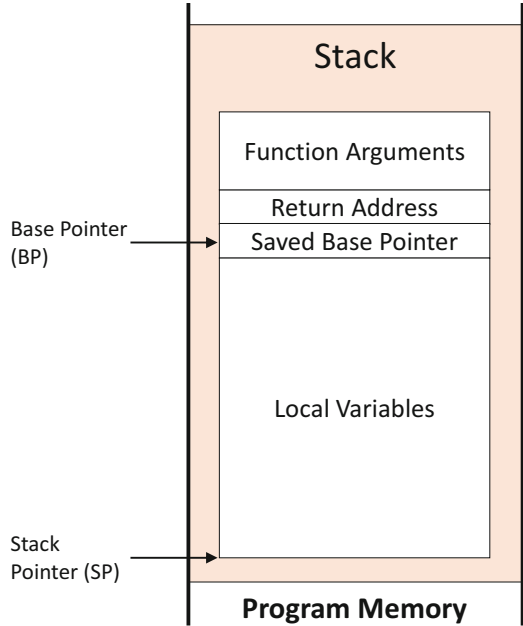 Stack
Function Arguments
Return Address
Base Pointer
(BP)
Saved Base Pointer
Local Variables
Stack
Pointer (SP)
Program Memory